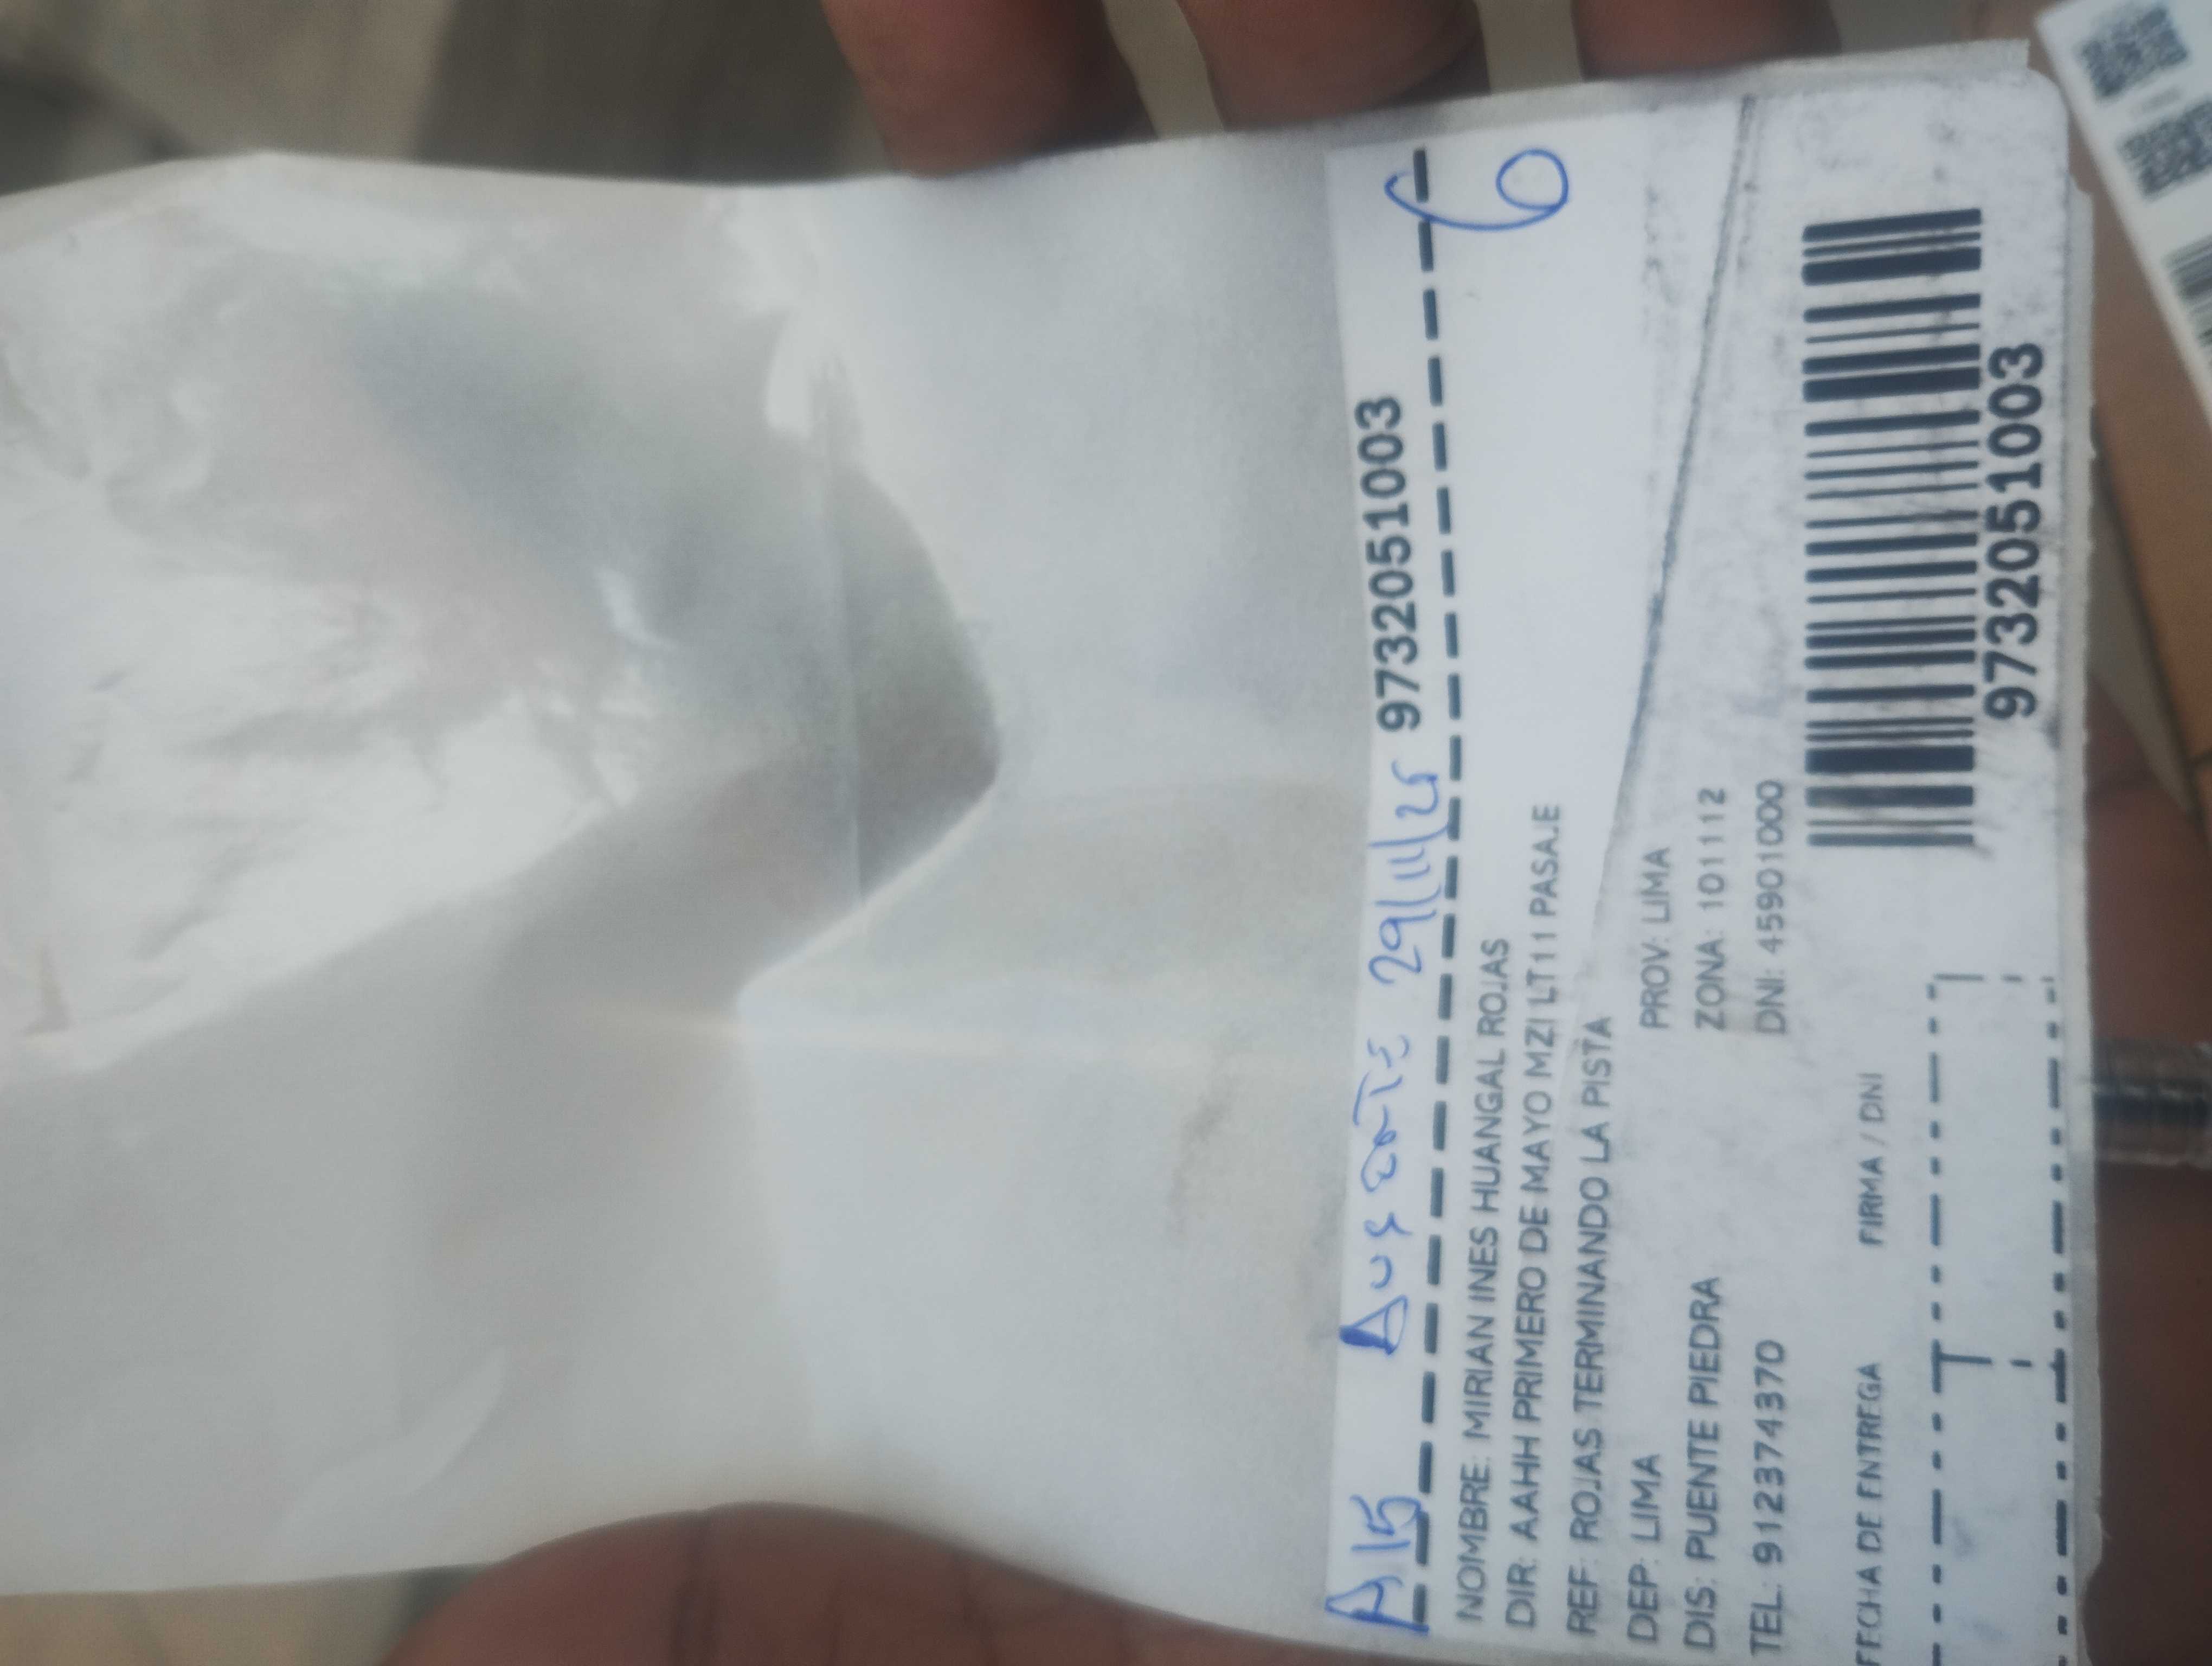 A15 Ausente 29/11/25 9732051003
6
NOMBRE: MIRIAN INES HUANGAL ROJAS
DIR: AAHH PRIMERO DE MAYO MZI LT11 PASAJE
REF: ROJAS TERMINANDO LA PISTA
DEP: LIMA PROV: LIMA
DIS: PUENTE PIEDRA ZONA: 101112
TEL: 912374370 DNI: 45901000
FECHA DE ENTREGA FIRMA / DNI
9732051003